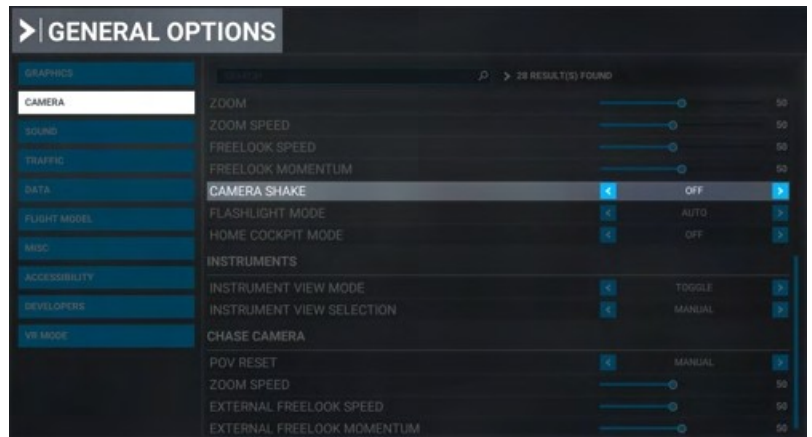 > GENERAL OPTIONS
GRAPHICS
CAMERA
SOUND
TRAFFIC
DATA
FLIGHT MODEL
MISC
ACCESSIBILITY
DEVELOPERS
VR MODE
> 28 RESULT(S) FOUND
ZOOM 50
ZOOM SPEED 50
FREELOOK SPEED 50
FREELOOK MOMENTUM 50
CAMERA SHAKE < OFF >
FLASHLIGHT MODE < AUTO >
HOME COCKPIT MODE < OFF >
INSTRUMENTS
INSTRUMENT VIEW MODE < TOGGLE >
INSTRUMENT VIEW SELECTION < MANUAL >
CHASE CAMERA
POV RESET < MANUAL >
ZOOM SPEED 50
EXTERNAL FREELOOK SPEED 50
EXTERNAL FREELOOK MOMENTUM 50